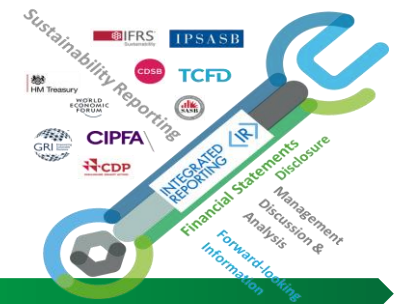 Sustainability Reporting
IFRS
Sustainability
IPSASB
CDSB
TCFD
HM Treasury
WORLD
ECONOMIC
FORUM
SASB
GRI
CIPFA
CDP
INTEGRATED
REPORTING
<IR>
Financial Statements
Disclosure
Management
Discussion &
Analysis
Forward-looking
Information